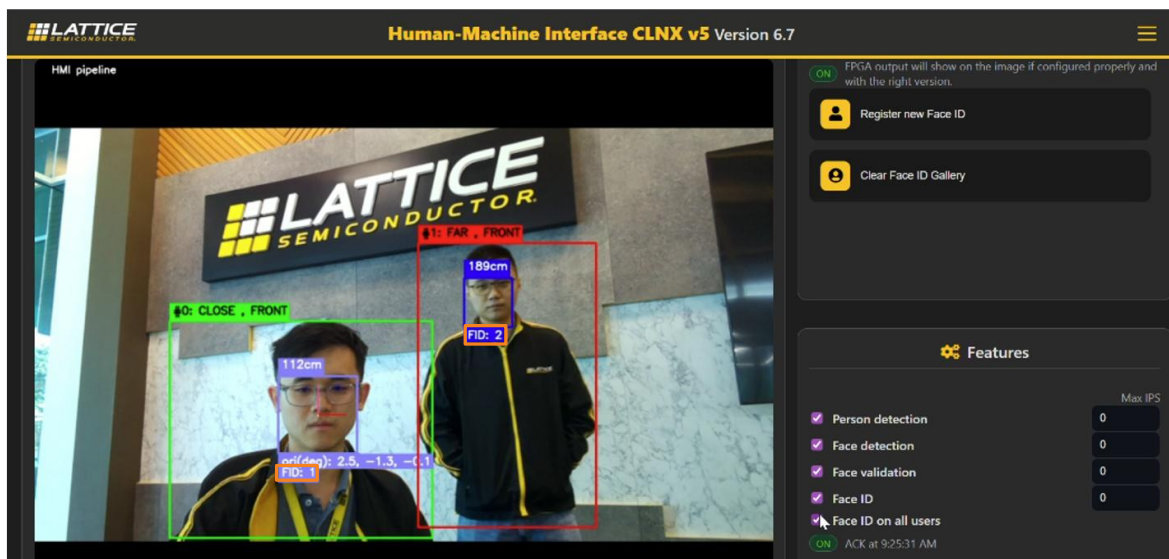 LATTICE
SEMICONDUCTOR.
Human-Machine Interface CLNX v5 Version 6.7
HMI pipeline
LATTICE
SEMICONDUCTOR.
#1: FAR , FRONT
189cm
FID: 2
LATTICE
#0: CLOSE , FRONT
112cm
ori(deg): 2.5, -1.3, -0.1
FID: 1
LATTICE
ON
FPGA output will show on the image if configured properly and
with the right version.
Register new Face ID
Clear Face ID Gallery
Features
Max IPS
Person detection 0
Face detection 0
Face validation 0
Face ID 0
Face ID on all users
ON ACK at 9:25:31 AM